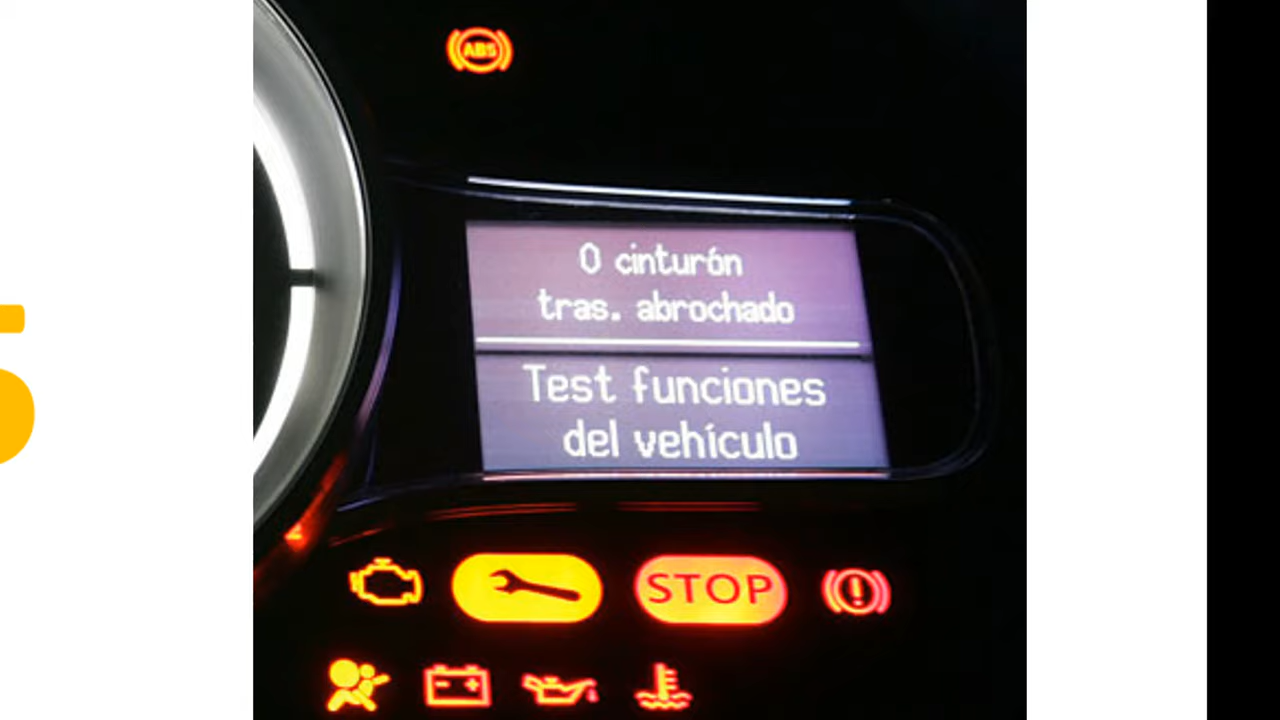 ABS
0 cinturón
tras. abrochado
Test funciones
del vehículo
STOP